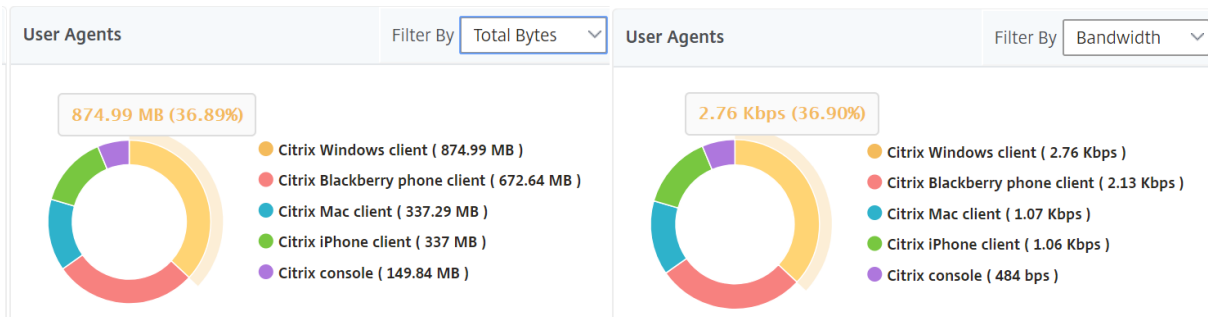 User Agents
Filter By Total Bytes
874.99 MB (36.89%)
Citrix Windows client ( 874.99 MB )
Citrix Blackberry phone client ( 672.64 MB )
Citrix Mac client ( 337.29 MB )
Citrix iPhone client ( 337 MB )
Citrix console ( 149.84 MB )
User Agents
Filter By Bandwidth
2.76 Kbps (36.90%)
Citrix Windows client ( 2.76 Kbps )
Citrix Blackberry phone client ( 2.13 Kbps )
Citrix Mac client ( 1.07 Kbps )
Citrix iPhone client ( 1.06 Kbps )
Citrix console ( 484 bps )